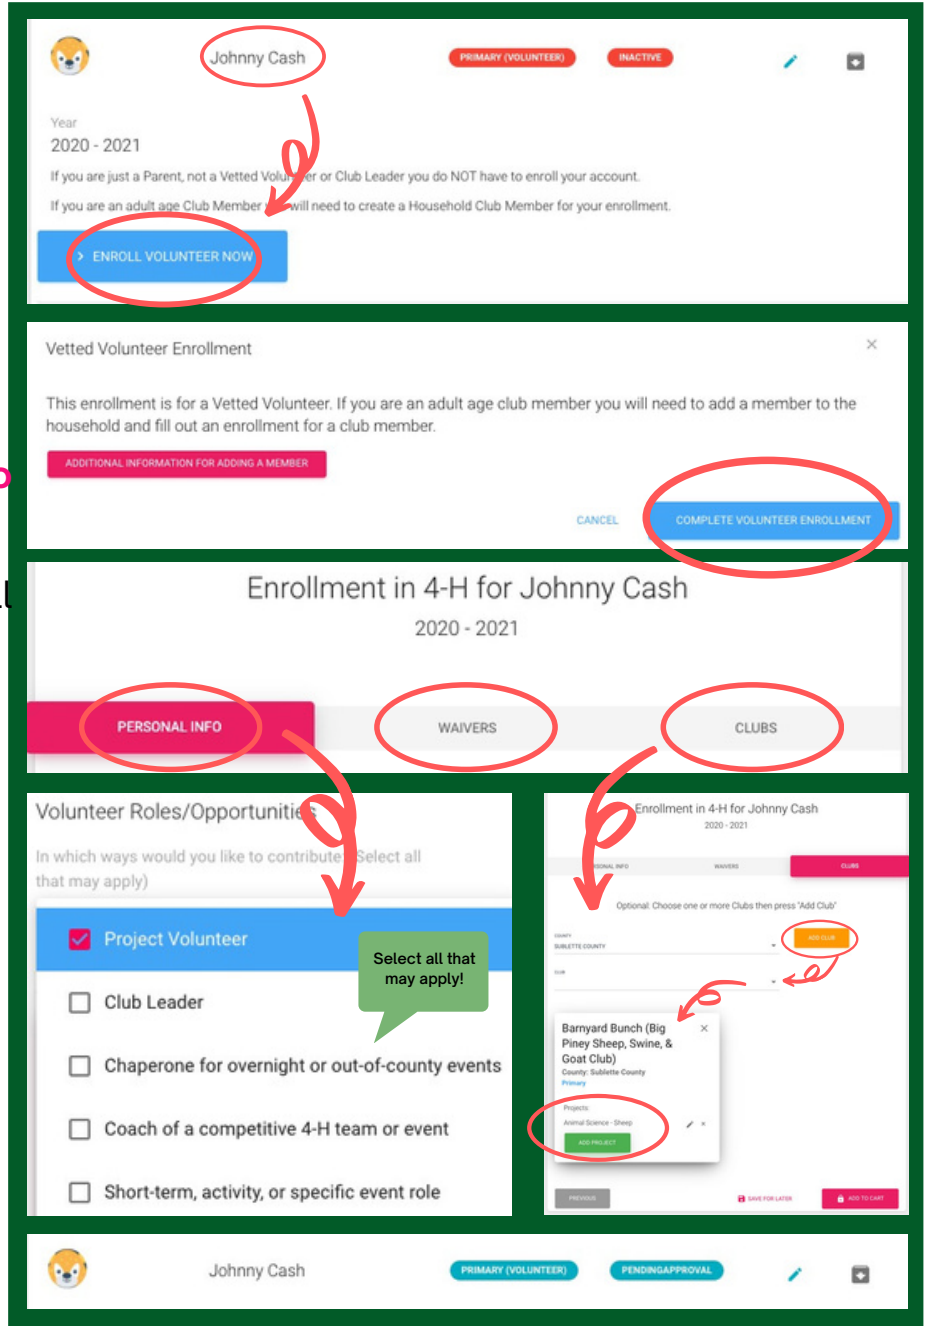 Johnny Cash
PRIMARY (VOLUNTEER)
INACTIVE
Year
2020 - 2021
If you are just a Parent, not a Vetted Volunteer or Club Leader you do NOT have to enroll your account.
If you are an adult age Club Member you will need to create a Household Club Member for your enrollment.
> ENROLL VOLUNTEER NOW
Vetted Volunteer Enrollment
This enrollment is for a Vetted Volunteer. If you are an adult age club member you will need to add a member to the
household and fill out an enrollment for a club member.
ADDITIONAL INFORMATION FOR ADDING A MEMBER
CANCEL
COMPLETE VOLUNTEER ENROLLMENT
Enrollment in 4-H for Johnny Cash
2020 - 2021
PERSONAL INFO
WAIVERS
CLUBS
Volunteer Roles/Opportunities
In which ways would you like to contribute? (Select all
that may apply)
Project Volunteer
Select all that
may apply!
Club Leader
Chaperone for overnight or out-of-county events
Coach of a competitive 4-H team or event
Short-term, activity, or specific event role
Enrollment in 4-H for Johnny Cash
2020 - 2021
PERSONAL INFO
WAIVERS
CLUBS
Optional: Choose one or more Clubs then press "Add Club"
COUNTY
SUBLETTE COUNTY
ADD CLUB
CLUB
Barnyard Bunch (Big
Piney Sheep, Swine, &
Goat Club)
County: Sublette County
Primary
Projects:
Animal Science - Sheep
ADD PROJECT
PREVIOUS
SAVE FOR LATER
ADD TO CART
Johnny Cash
PRIMARY (VOLUNTEER)
PENDINGAPPROVAL